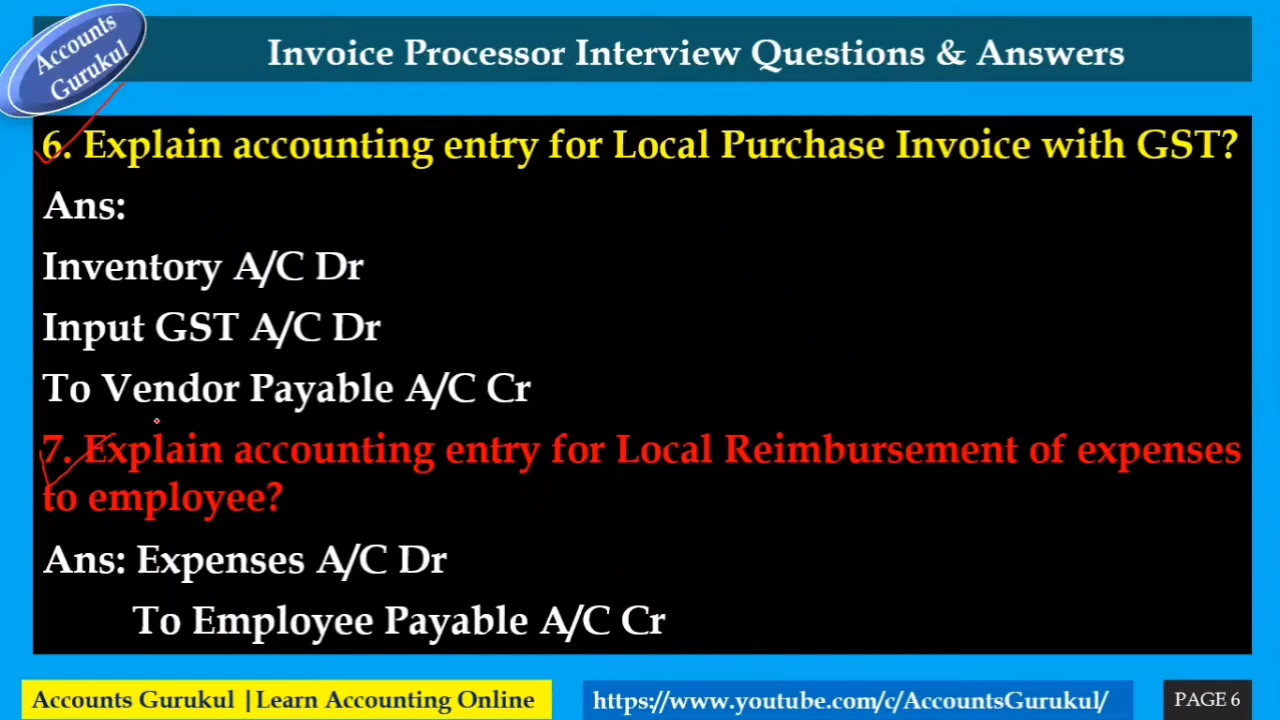 Accounts
Gurukul
Invoice Processor Interview Questions & Answers
6. Explain accounting entry for Local Purchase Invoice with GST?
Ans:
Inventory A/C Dr
Input GST A/C Dr
To Vendor Payable A/C Cr
7. Explain accounting entry for Local Reimbursement of expenses
to employee?
Ans: Expenses A/C Dr
To Employee Payable A/C Cr
Accounts Gurukul |Learn Accounting Online
https://www.youtube.com/c/AccountsGurukul/
PAGE 6